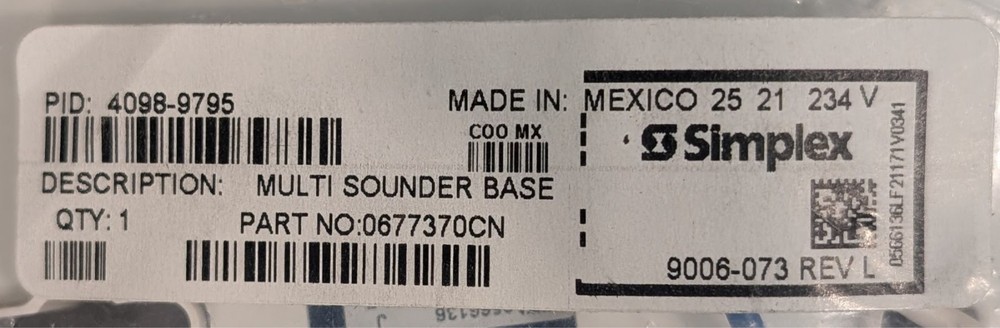 PID: 4098-9795
MADE IN: MEXICO 25 21 234 V
COO MX
Simplex
DESCRIPTION: MULTI SOUNDER BASE
QTY: 1
PART NO:0677370CN
0566136LF21171V0341
9006-073 REV L